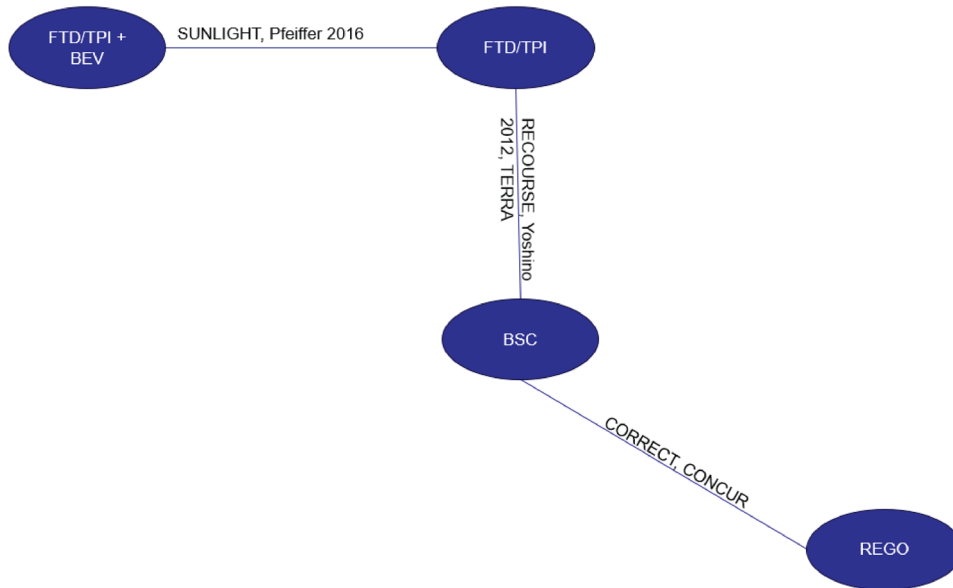 FTD/TPI +
BEV
SUNLIGHT, Pfeiffer 2016
FTD/TPI
RECOURSE, Yoshino
2012, TERRA
BSC
CORRECT, CONCUR
REGO